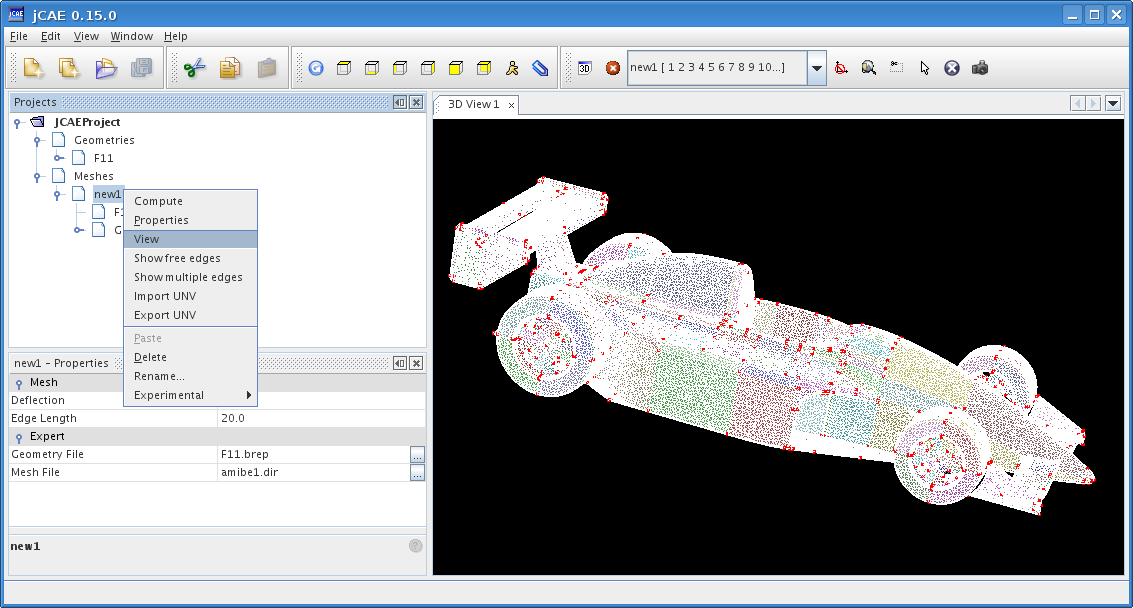 jCAE 0.15.0
File Edit View Window Help
3D new1 [ 1 2 3 4 5 6 7 8 9 10...]
Projects
JCAEProject
Geometries
F11
Meshes
new1
F1
G
Compute
Properties
View
Show free edges
Show multiple edges
Import UNV
Export UNV
Paste
Delete
Rename...
Experimental
new1 - Properties
Mesh
Deflection
Edge Length 20.0
Expert
Geometry File F11.brep ...
Mesh File amibe1.dir ...
new1
3D View 1